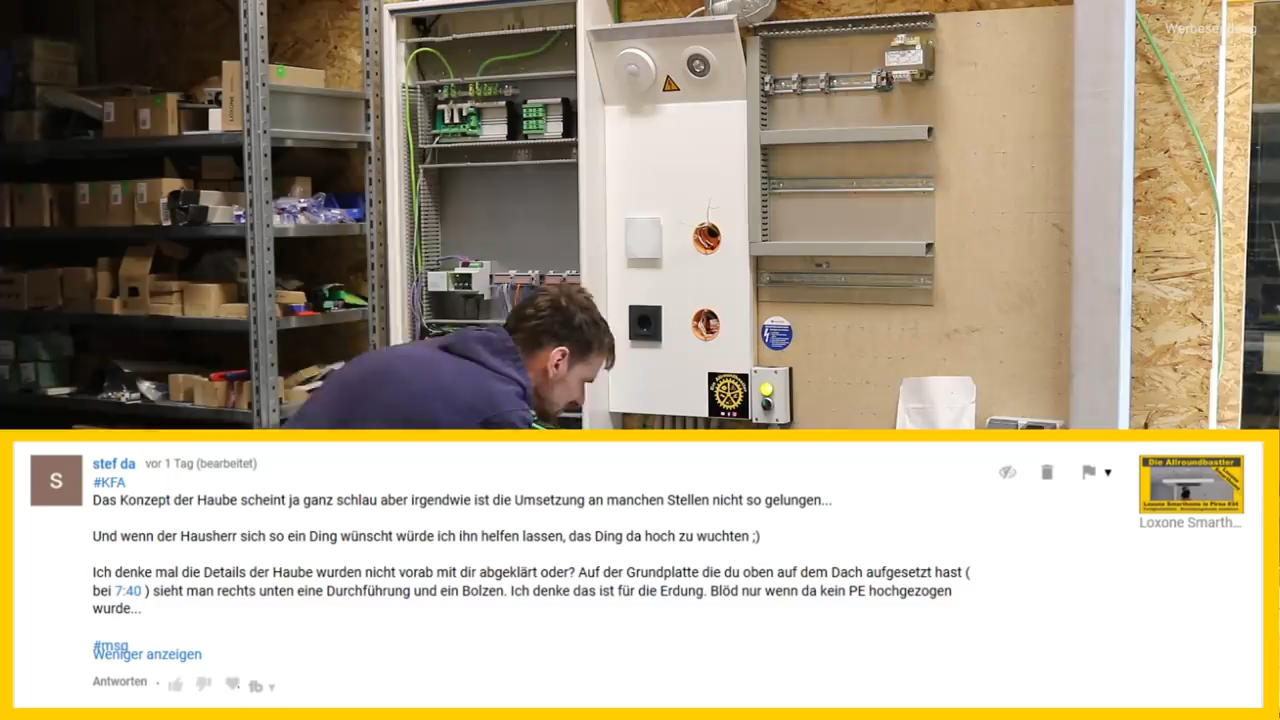 Werbesendung
LOXONE
Die Allroundbastler
S
stef da vor 1 Tag (bearbeitet)
#KFA
Das Konzept der Haube scheint ja ganz schlau aber irgendwie ist die Umsetzung an manchen Stellen nicht so gelungen...
Und wenn der Hausherr sich so ein Ding wünscht würde ich ihn helfen lassen, das Ding da hoch zu wuchten ;)
Ich denke mal die Details der Haube wurden nicht vorab mit dir abgeklärt oder? Auf der Grundplatte die du oben auf dem Dach aufgesetzt hast (
bei 7:40 ) sieht man rechts unten eine Durchführung und ein Bolzen. Ich denke das ist für die Erdung. Blöd nur wenn da kein PE hochgezogen
wurde...
#msg
Weniger anzeigen
Antworten
Die Allroundbastler
Loxone Smarth...